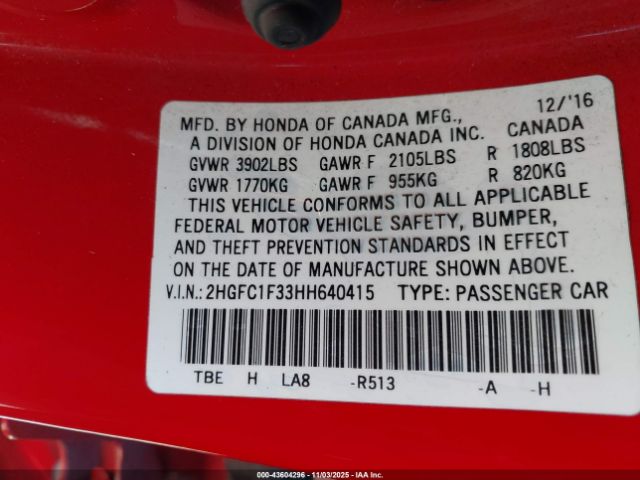 12/'16
MFD. BY HONDA OF CANADA MFG.,
A DIVISION OF HONDA CANADA INC. CANADA
GVWR 3902LBS GAWR F 2105LBS R 1808LBS
GVWR 1770KG GAWR F 955KG R 820KG
THIS VEHICLE CONFORMS TO ALL APPLICABLE
FEDERAL MOTOR VEHICLE SAFETY, BUMPER,
AND THEFT PREVENTION STANDARDS IN EFFECT
ON THE DATE OF MANUFACTURE SHOWN ABOVE.
V.I.N.: 2HGFC1F33HH640415 TYPE: PASSENGER CAR
TBE H LA8 -R513 -A -H
000-43604296 - 11/03/2025 - IAA Inc.